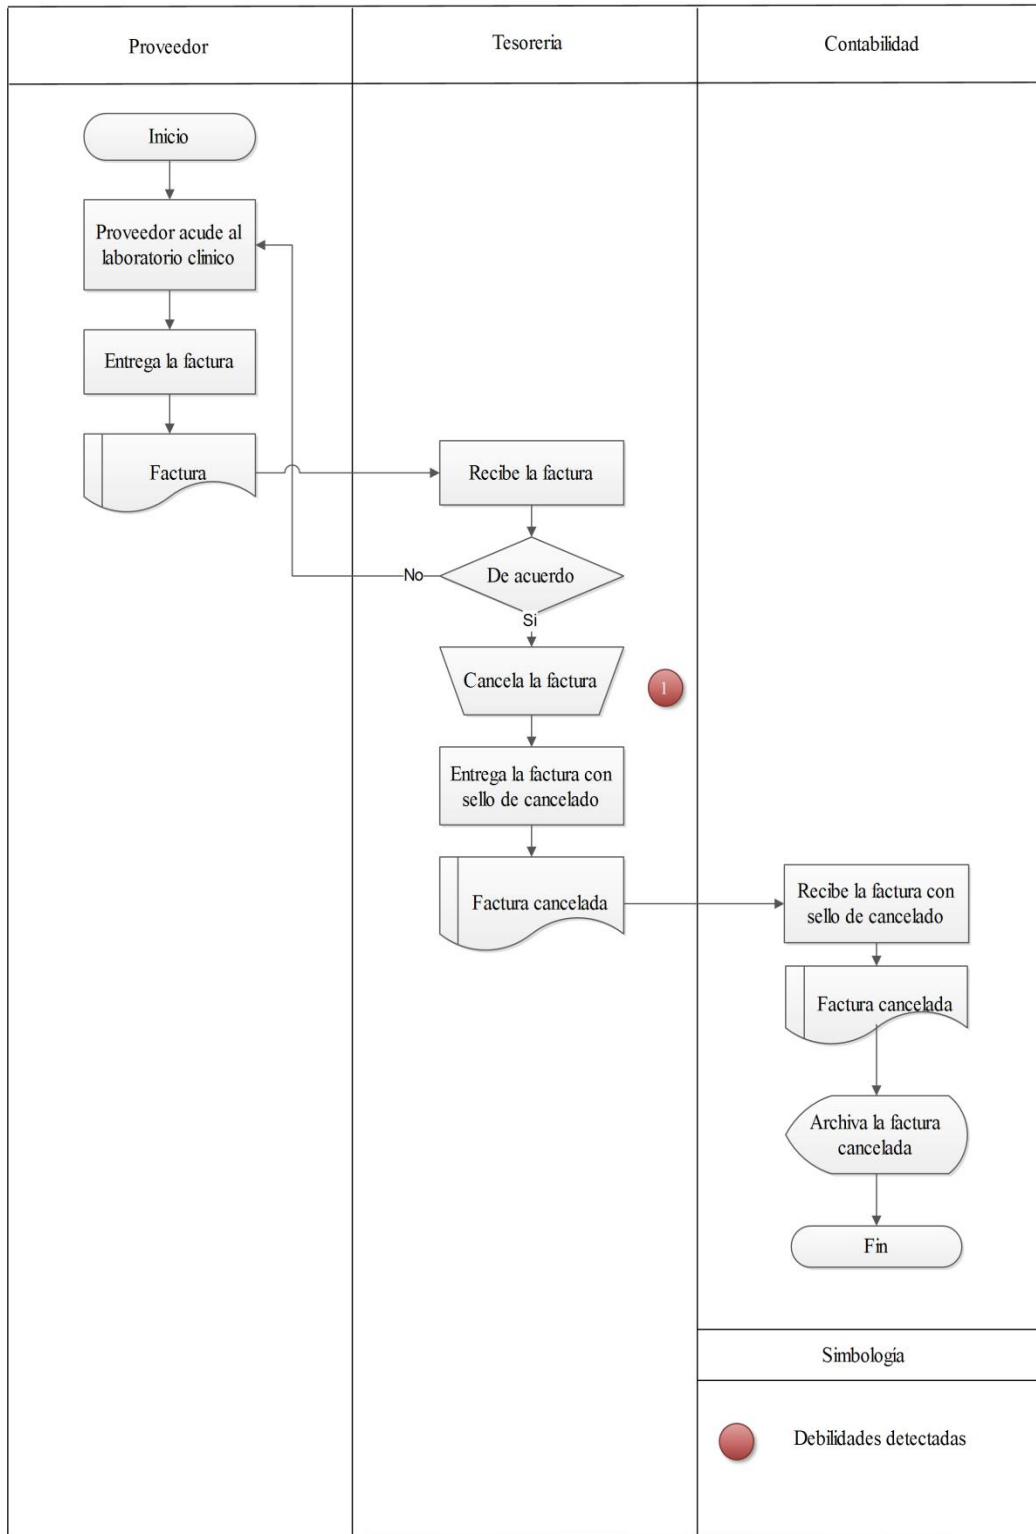 Proveedor
Tesoreria
Contabilidad
Inicio
Proveedor acude al
laboratorio clinico
Entrega la factura
Factura
Recibe la factura
De acuerdo
No
Si
Cancela la factura
1
Entrega la factura con
sello de cancelado
Factura cancelada
Recibe la factura con
sello de cancelado
Factura cancelada
Archiva la factura
cancelada
Fin
Simbología
Debilidades detectadas